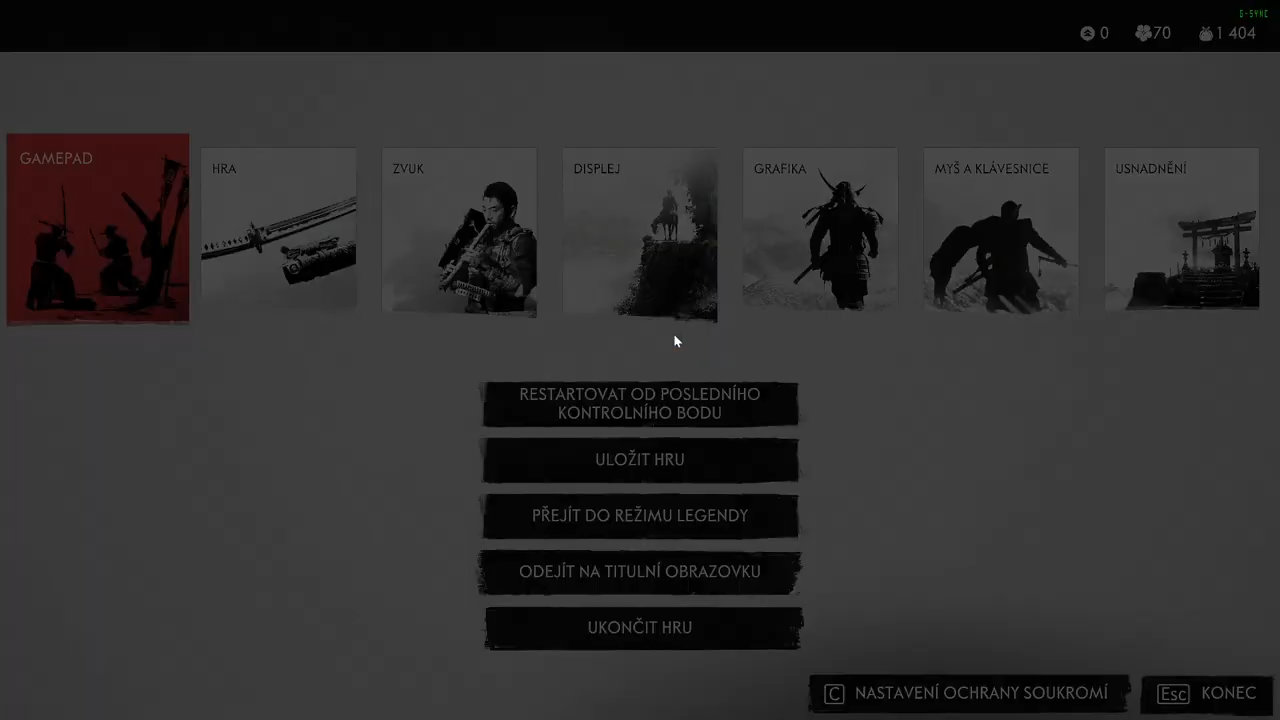 G-SYNC
0 70 1 404
GAMEPAD
HRA
ZVUK
DISPLEJ
GRAFIKA
MYŠ A KLÁVESNICE
USNADNĚNÍ
RESTARTOVAT OD POSLEDNÍHO
KONTROLNÍHO BODU
ULOŽIT HRU
PŘEJÍT DO REŽIMU LEGENDY
ODEJÍT NA TITULNÍ OBRAZOVKU
UKONČIT HRU
C NASTAVENÍ OCHRANY SOUKROMÍ
Esc KONEC